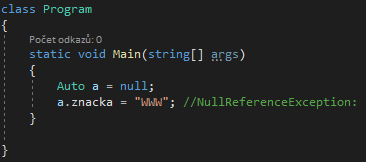 class Program
{
Počet odkazů: 0
static void Main(string[] args)
{
Auto a = null;
a.znacka = "WWW"; //NullReferenceException:
}
}